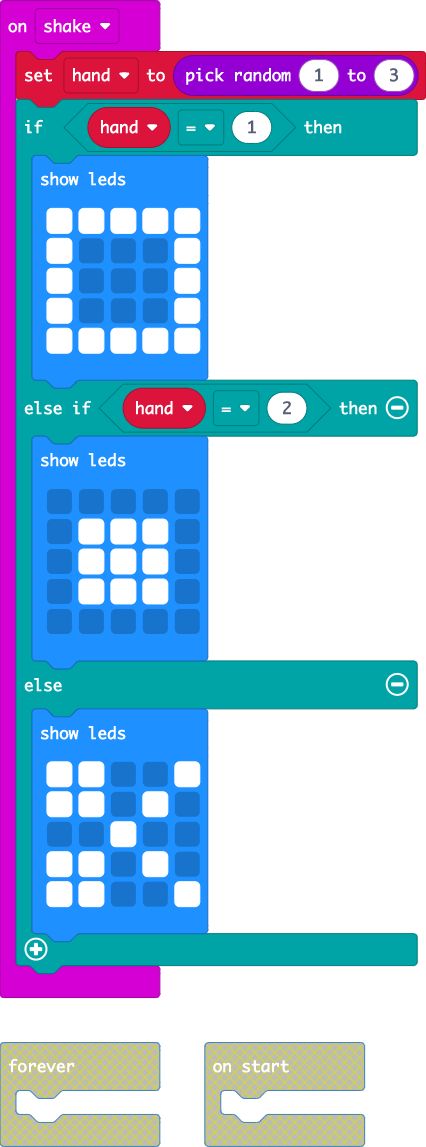 on shake
set hand to pick random 1 to 3
if hand = 1 then
show leds
else if hand = 2 then
show leds
else
show leds
forever on start